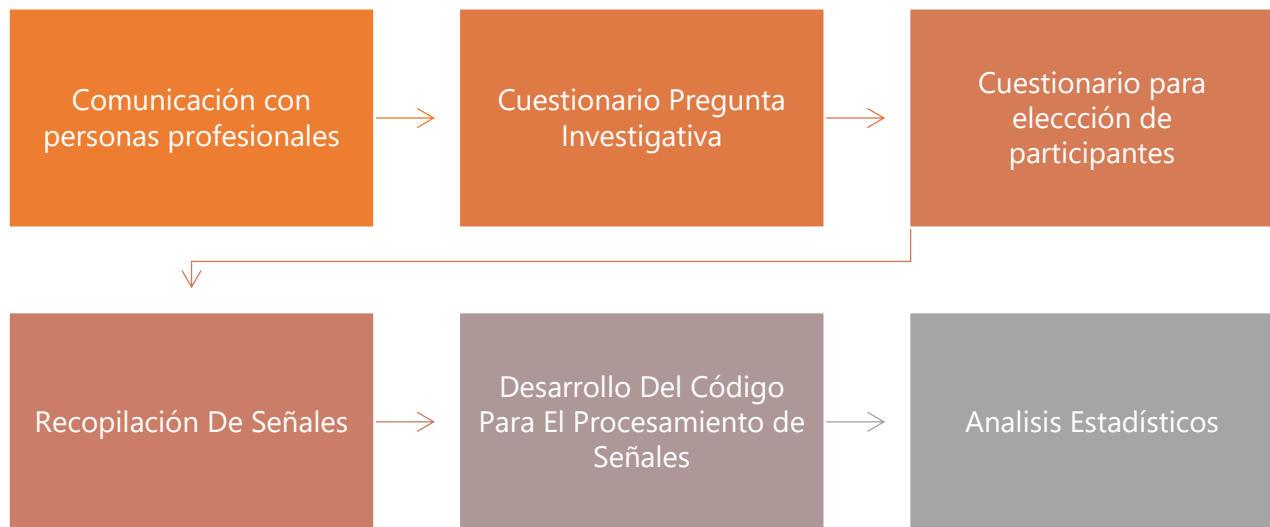 Comunicación con
personas profesionales
Cuestionario Pregunta
Investigativa
Cuestionario para
eleccción de
participantes
Recopilación De Señales
Desarrollo Del Código
Para El Procesamiento de
Señales
Analisis Estadísticos